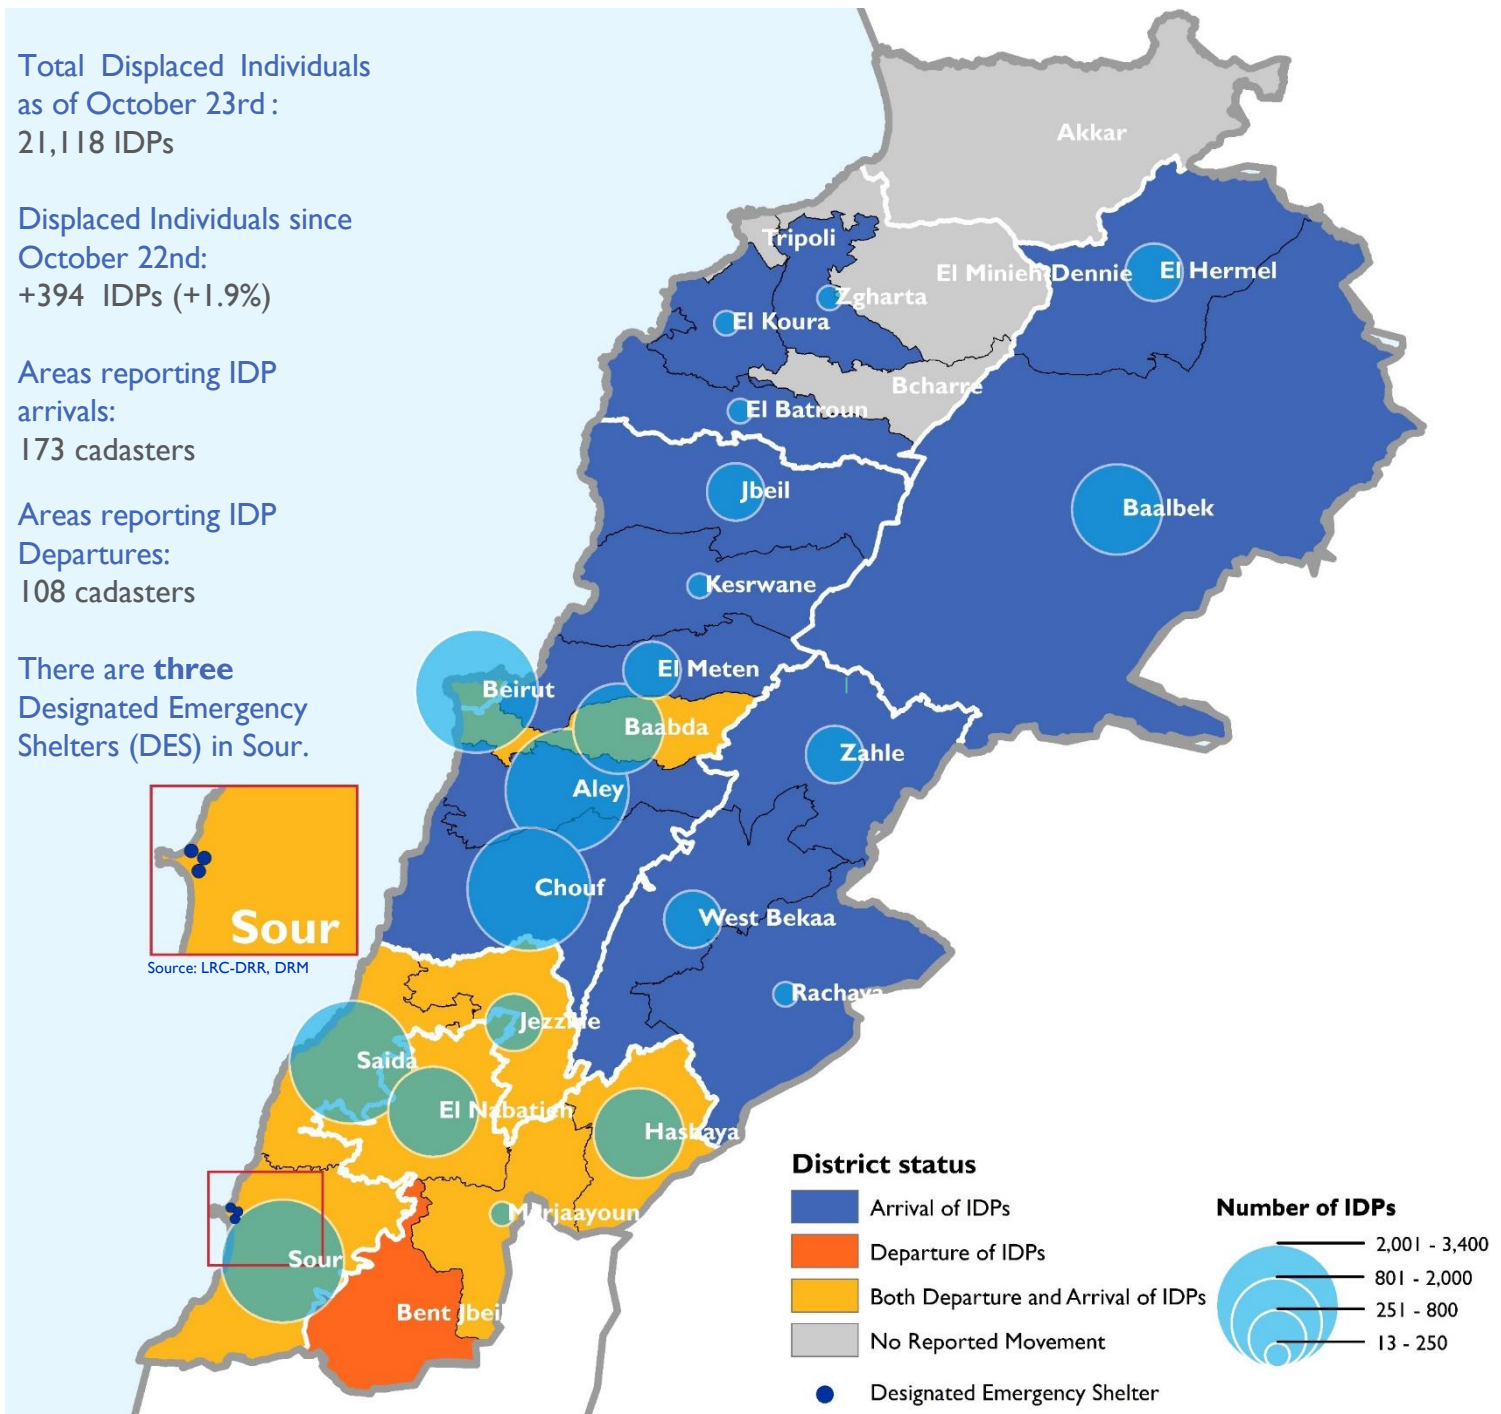 Total Displaced Individuals
as of October 23rd :
21,118 IDPs
Displaced Individuals since
October 22nd:
+394 IDPs (+1.9%)
Areas reporting IDP
arrivals:
173 cadasters
Areas reporting IDP
Departures:
108 cadasters
There are three
Designated Emergency
Shelters (DES) in Sour.
Sour
Source: LRC-DRR, DRM
Akkar
Tripoli
El Minieh-Dennie
El Hermel
Zgharta
El Koura
Bcharre
El Batroun
Jbeil
Baalbek
Kesrwane
El Meten
Beirut
Baabda
Zahle
Aley
Chouf
West Bekaa
Rachaya
Jezzine
Saida
El Nabatieh
Hasbaya
Marjaayoun
Sour
Bent Jbeil
District status
Arrival of IDPs
Departure of IDPs
Both Departure and Arrival of IDPs
No Reported Movement
Designated Emergency Shelter
Number of IDPs
2,001 - 3,400
801 - 2,000
251 - 800
13 - 250